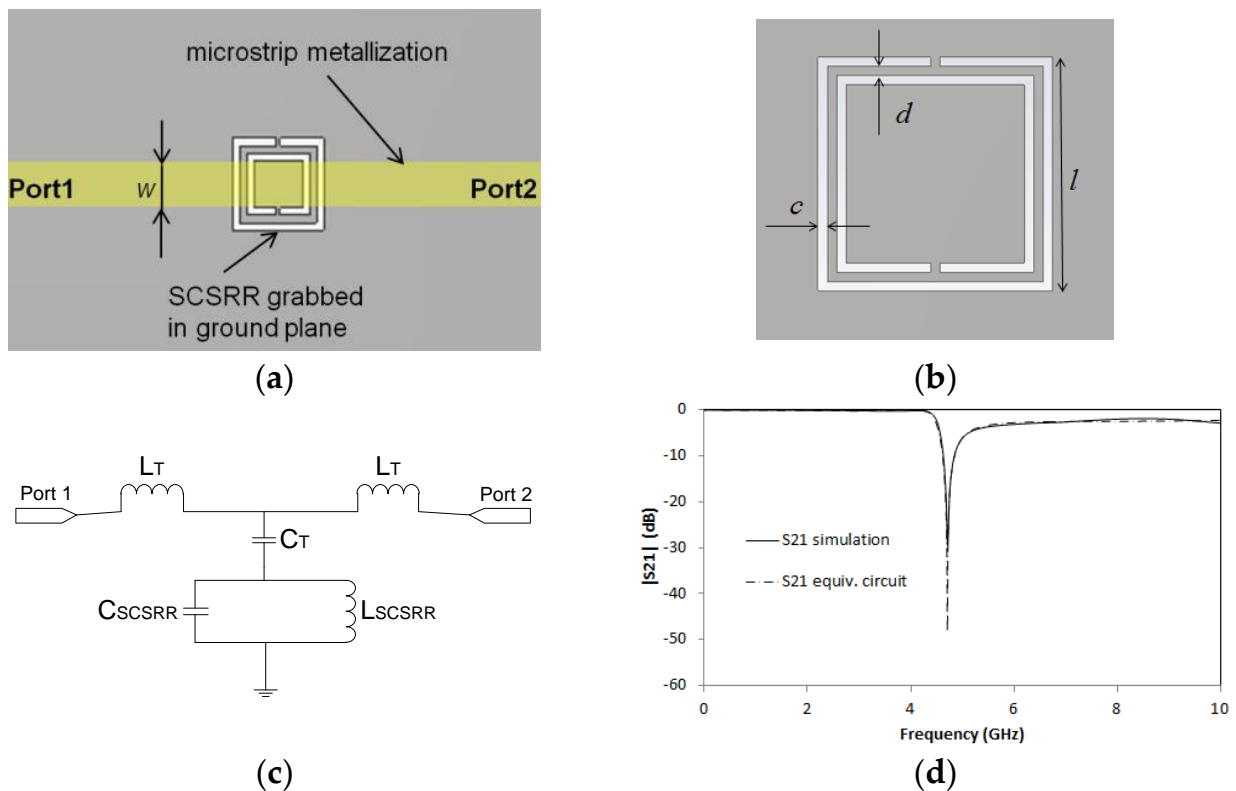 microstrip metallization
Port1
w
Port2
SCSRR grabbed
in ground plane
(a)
d
l
c
(b)
LT
LT
Port 1
Port 2
CT
CSCSRR
LSCSRR
(c)
0
-10
-20
-30
-40
-50
-60
|S21| (dB)
S21 simulation
S21 equiv. circuit
0
2
4
6
8
10
Frequency (GHz)
(d)